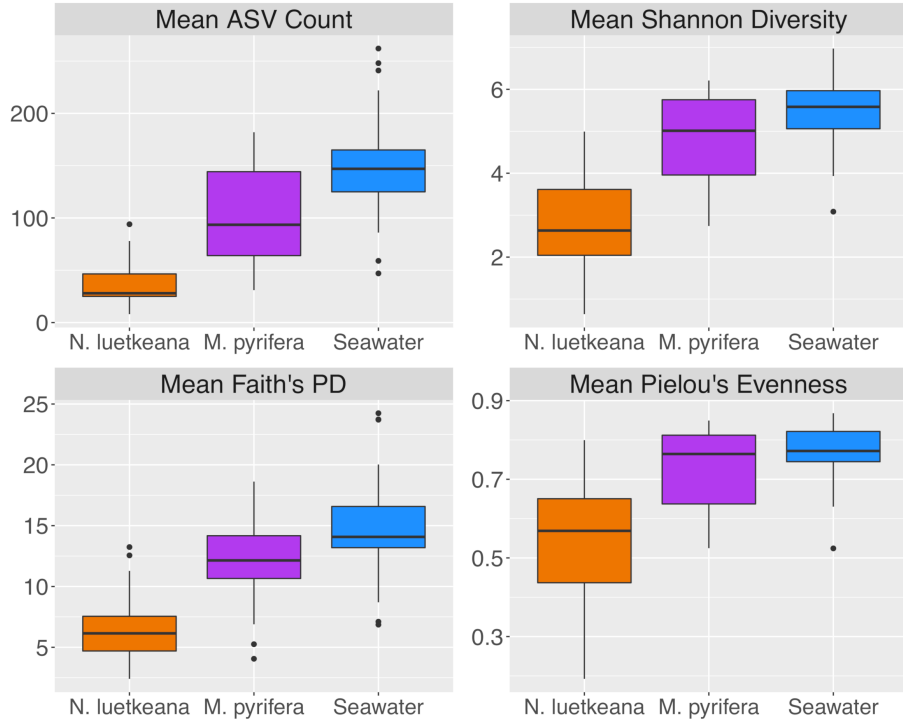 Mean ASV Count
200
100
0
N. luetkeana M. pyrifera Seawater
Mean Shannon Diversity
6
4
2
N. luetkeana M. pyrifera Seawater
Mean Faith's PD
25
20
15
10
5
N. luetkeana M. pyrifera Seawater
Mean Pielou's Evenness
0.9
0.7
0.5
0.3
N. luetkeana M. pyrifera Seawater